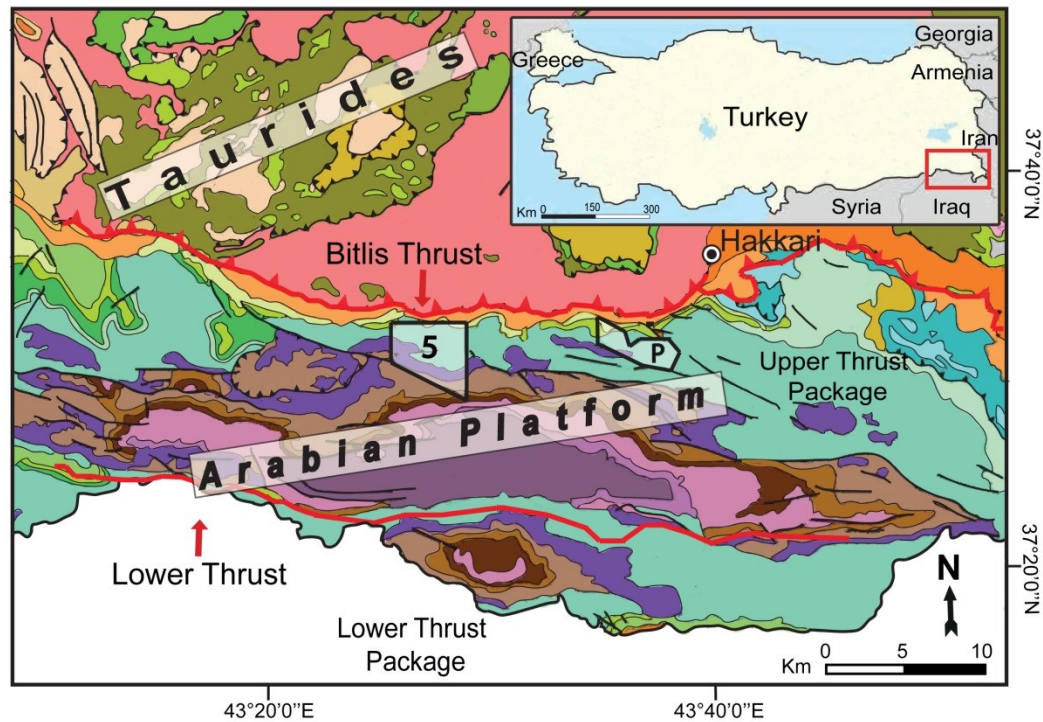 Taurides
Georgia
Greece
Armehia
Turkey
Iran
Km 0 150 300
Syria
Iraq
37°40'0"N
Bitlis Thrust
Hakkari
5
P
Upper Thrust
Package
Arabian Platform
Lower Thrust
Lower Thrust
Package
N
37°20'0"N
0 5 10
Km
43°20'0"E
43°40'0"E